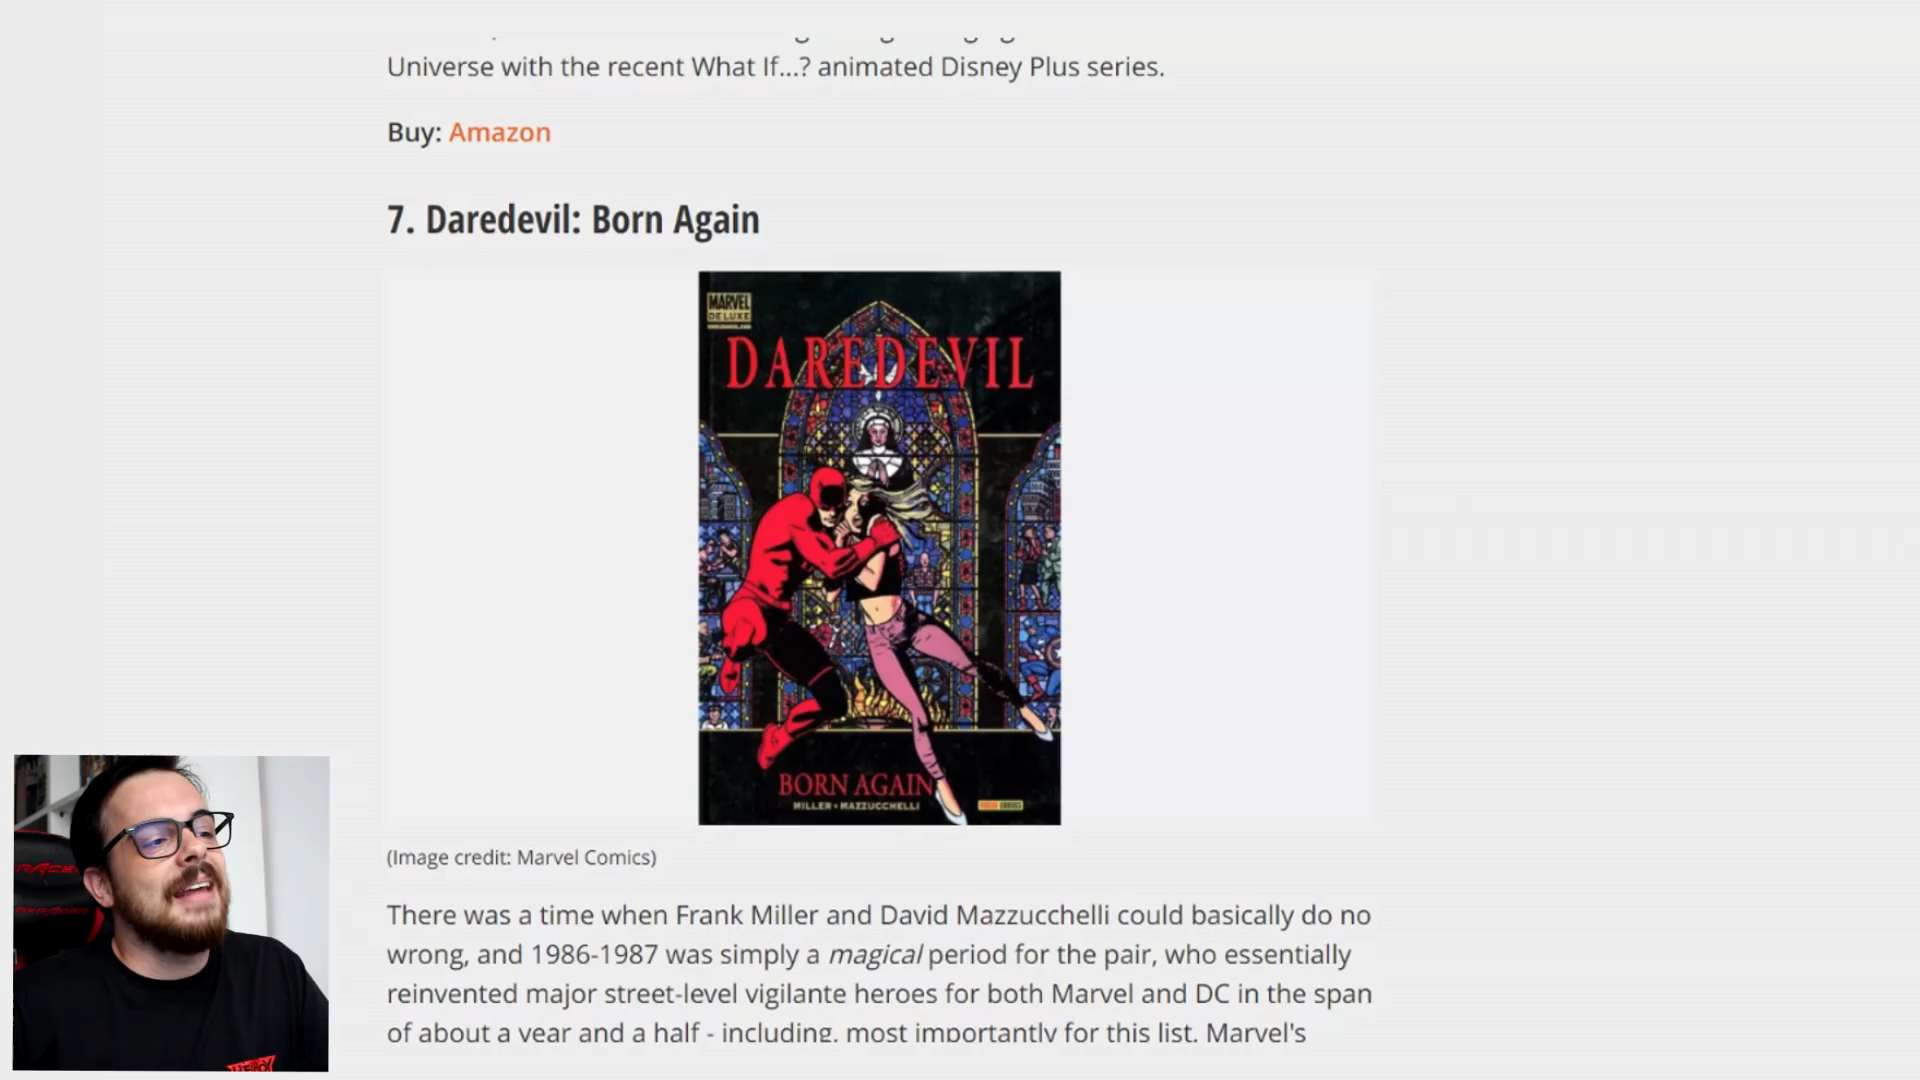 Universe with the recent What If...? animated Disney Plus series.
Buy: Amazon
7. Daredevil: Born Again
MARVEL
DELUXE
DAREDEVIL
BORN AGAIN
MILLER • MAZZUCCHELLI
(Image credit: Marvel Comics)
There was a time when Frank Miller and David Mazzucchelli could basically do no
wrong, and 1986-1987 was simply a magical period for the pair, who essentially
reinvented major street-level vigilante heroes for both Marvel and DC in the span
of about a year and a half - including, most importantly for this list, Marvel's